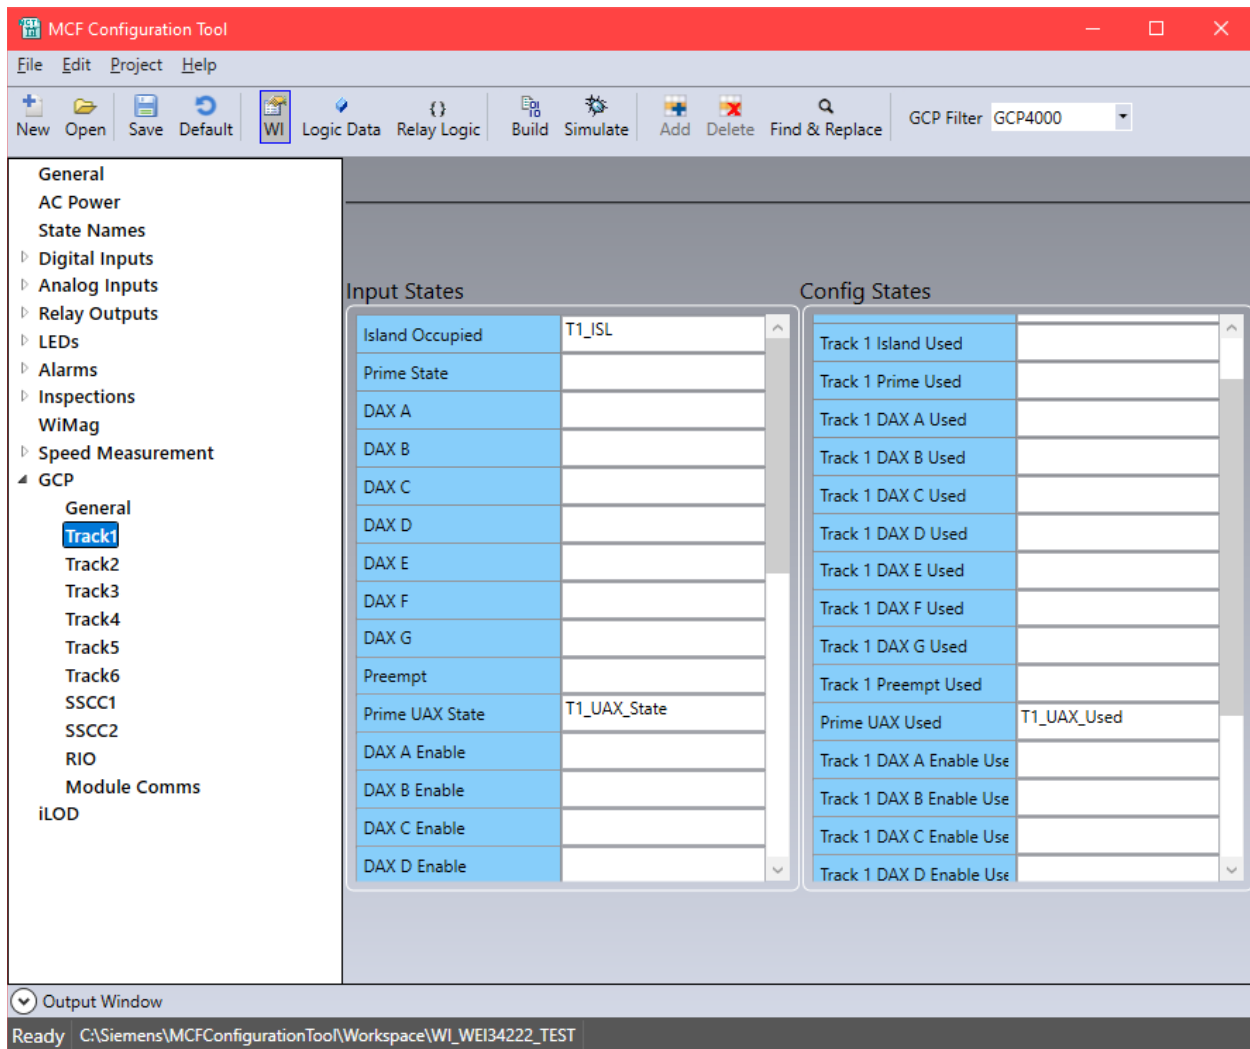 MCF Configuration Tool
File Edit Project Help
New Open Save Default WI Logic Data Relay Logic Build Simulate Add Delete Find & Replace GCP Filter GCP4000
General
AC Power
State Names
Digital Inputs
Analog Inputs
Relay Outputs
LEDs
Alarms
Inspections
WiMag
Speed Measurement
GCP
General
Track1
Track2
Track3
Track4
Track5
Track6
SSCC1
SSCC2
RIO
Module Comms
iLOD
Input States
Island Occupied T1_ISL
Prime State
DAX A
DAX B
DAX C
DAX D
DAX E
DAX F
DAX G
Preempt
Prime UAX State T1_UAX_State
DAX A Enable
DAX B Enable
DAX C Enable
DAX D Enable
Config States
Track 1 Island Used
Track 1 Prime Used
Track 1 DAX A Used
Track 1 DAX B Used
Track 1 DAX C Used
Track 1 DAX D Used
Track 1 DAX E Used
Track 1 DAX F Used
Track 1 DAX G Used
Track 1 Preempt Used
Prime UAX Used T1_UAX_Used
Track 1 DAX A Enable Use
Track 1 DAX B Enable Use
Track 1 DAX C Enable Use
Track 1 DAX D Enable Use
Output Window
Ready C:\Siemens\MCFConfigurationTool\Workspace\WI_WEI34222_TEST